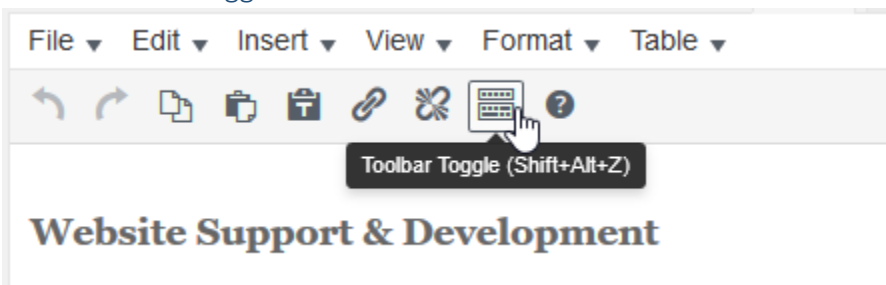 File Edit Insert View Format Table
Toolbar Toggle (Shift+Alt+Z)
Website Support & Development